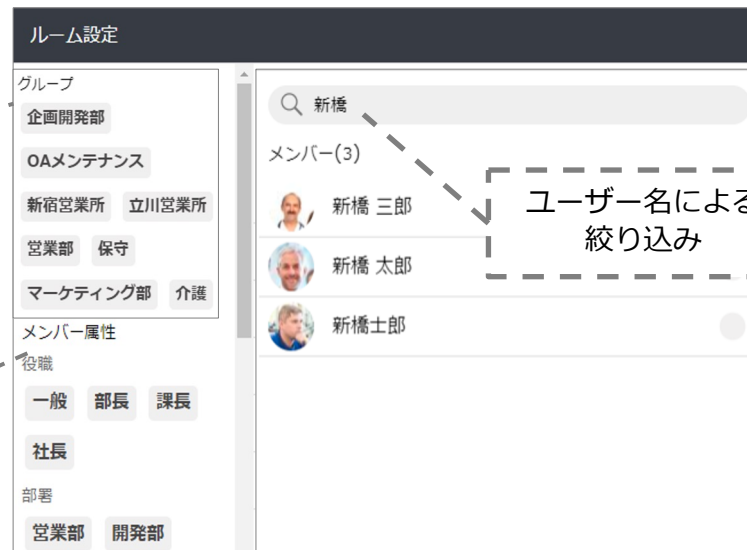 ルーム設定
グループ
企画開発部
OAメンテナンス
新宿営業所 立川営業所
営業部 保守
マーケティング部 介護
メンバー属性
役職
一般 部長 課長
社長
部署
営業部 開発部
新橋
メンバー(3)
新橋 三郎
新橋 太郎
新橋士郎
ユーザー名による
絞り込み